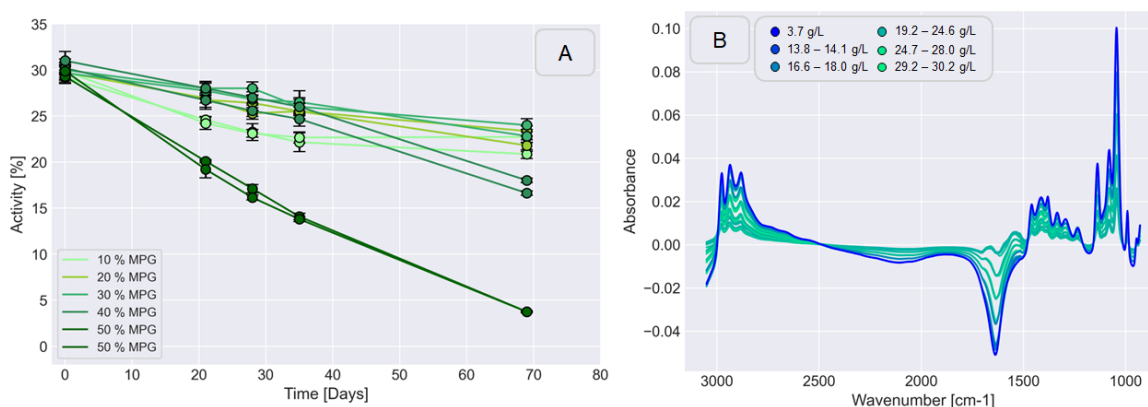 A
Activity [%]
35
30
25
20
15
10
5
0
10 % MPG
20 % MPG
30 % MPG
40 % MPG
50 % MPG
50 % MPG
0 10 20 30 40 50 60 70 80
Time [Days]
B
3.7 g/L
13.8 – 14.1 g/L
16.6 – 18.0 g/L
19.2 – 24.6 g/L
24.7 – 28.0 g/L
29.2 – 30.2 g/L
Absorbance
0.10
0.08
0.06
0.04
0.02
0.00
−0.02
−0.04
3000 2500 2000 1500 1000
Wavenumber [cm-1]